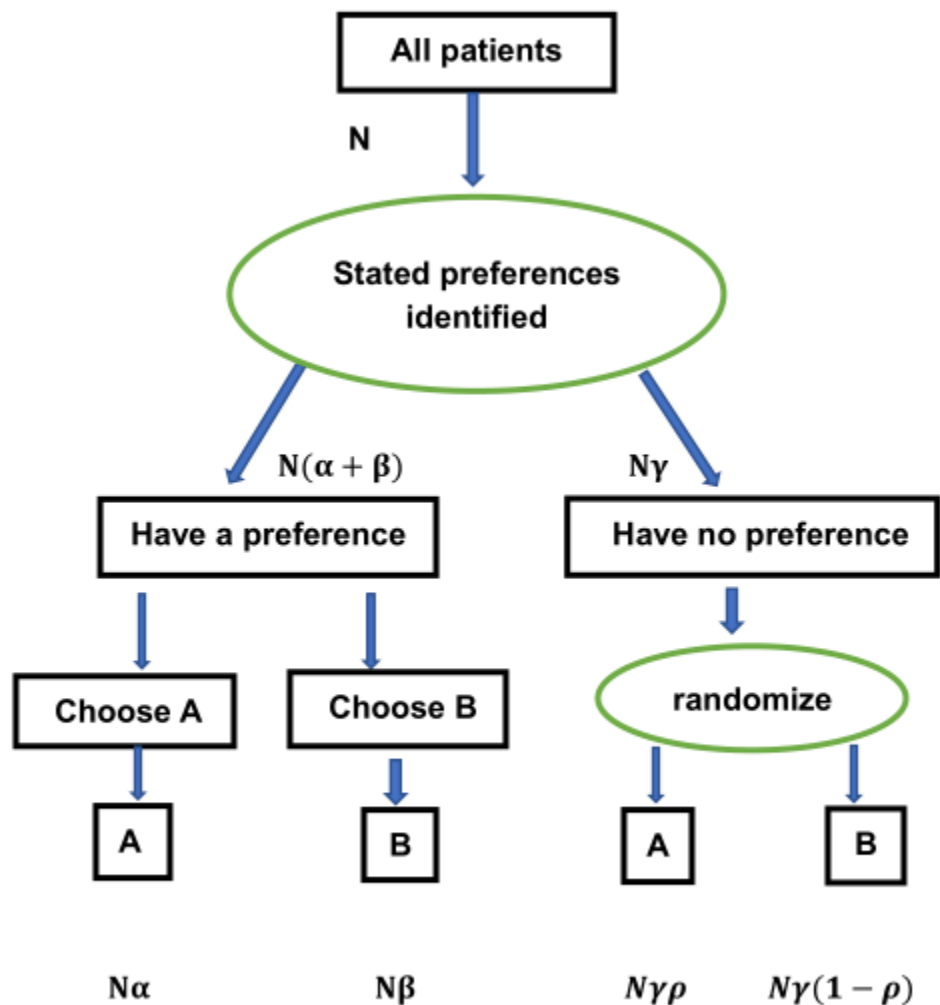 All patients
N
Stated preferences
identified
N(α + β)
Nγ
Have a preference
Have no preference
Choose A
Choose B
randomize
A
B
A
B
Nα
Nβ
Nγρ
Nγ(1 − ρ)